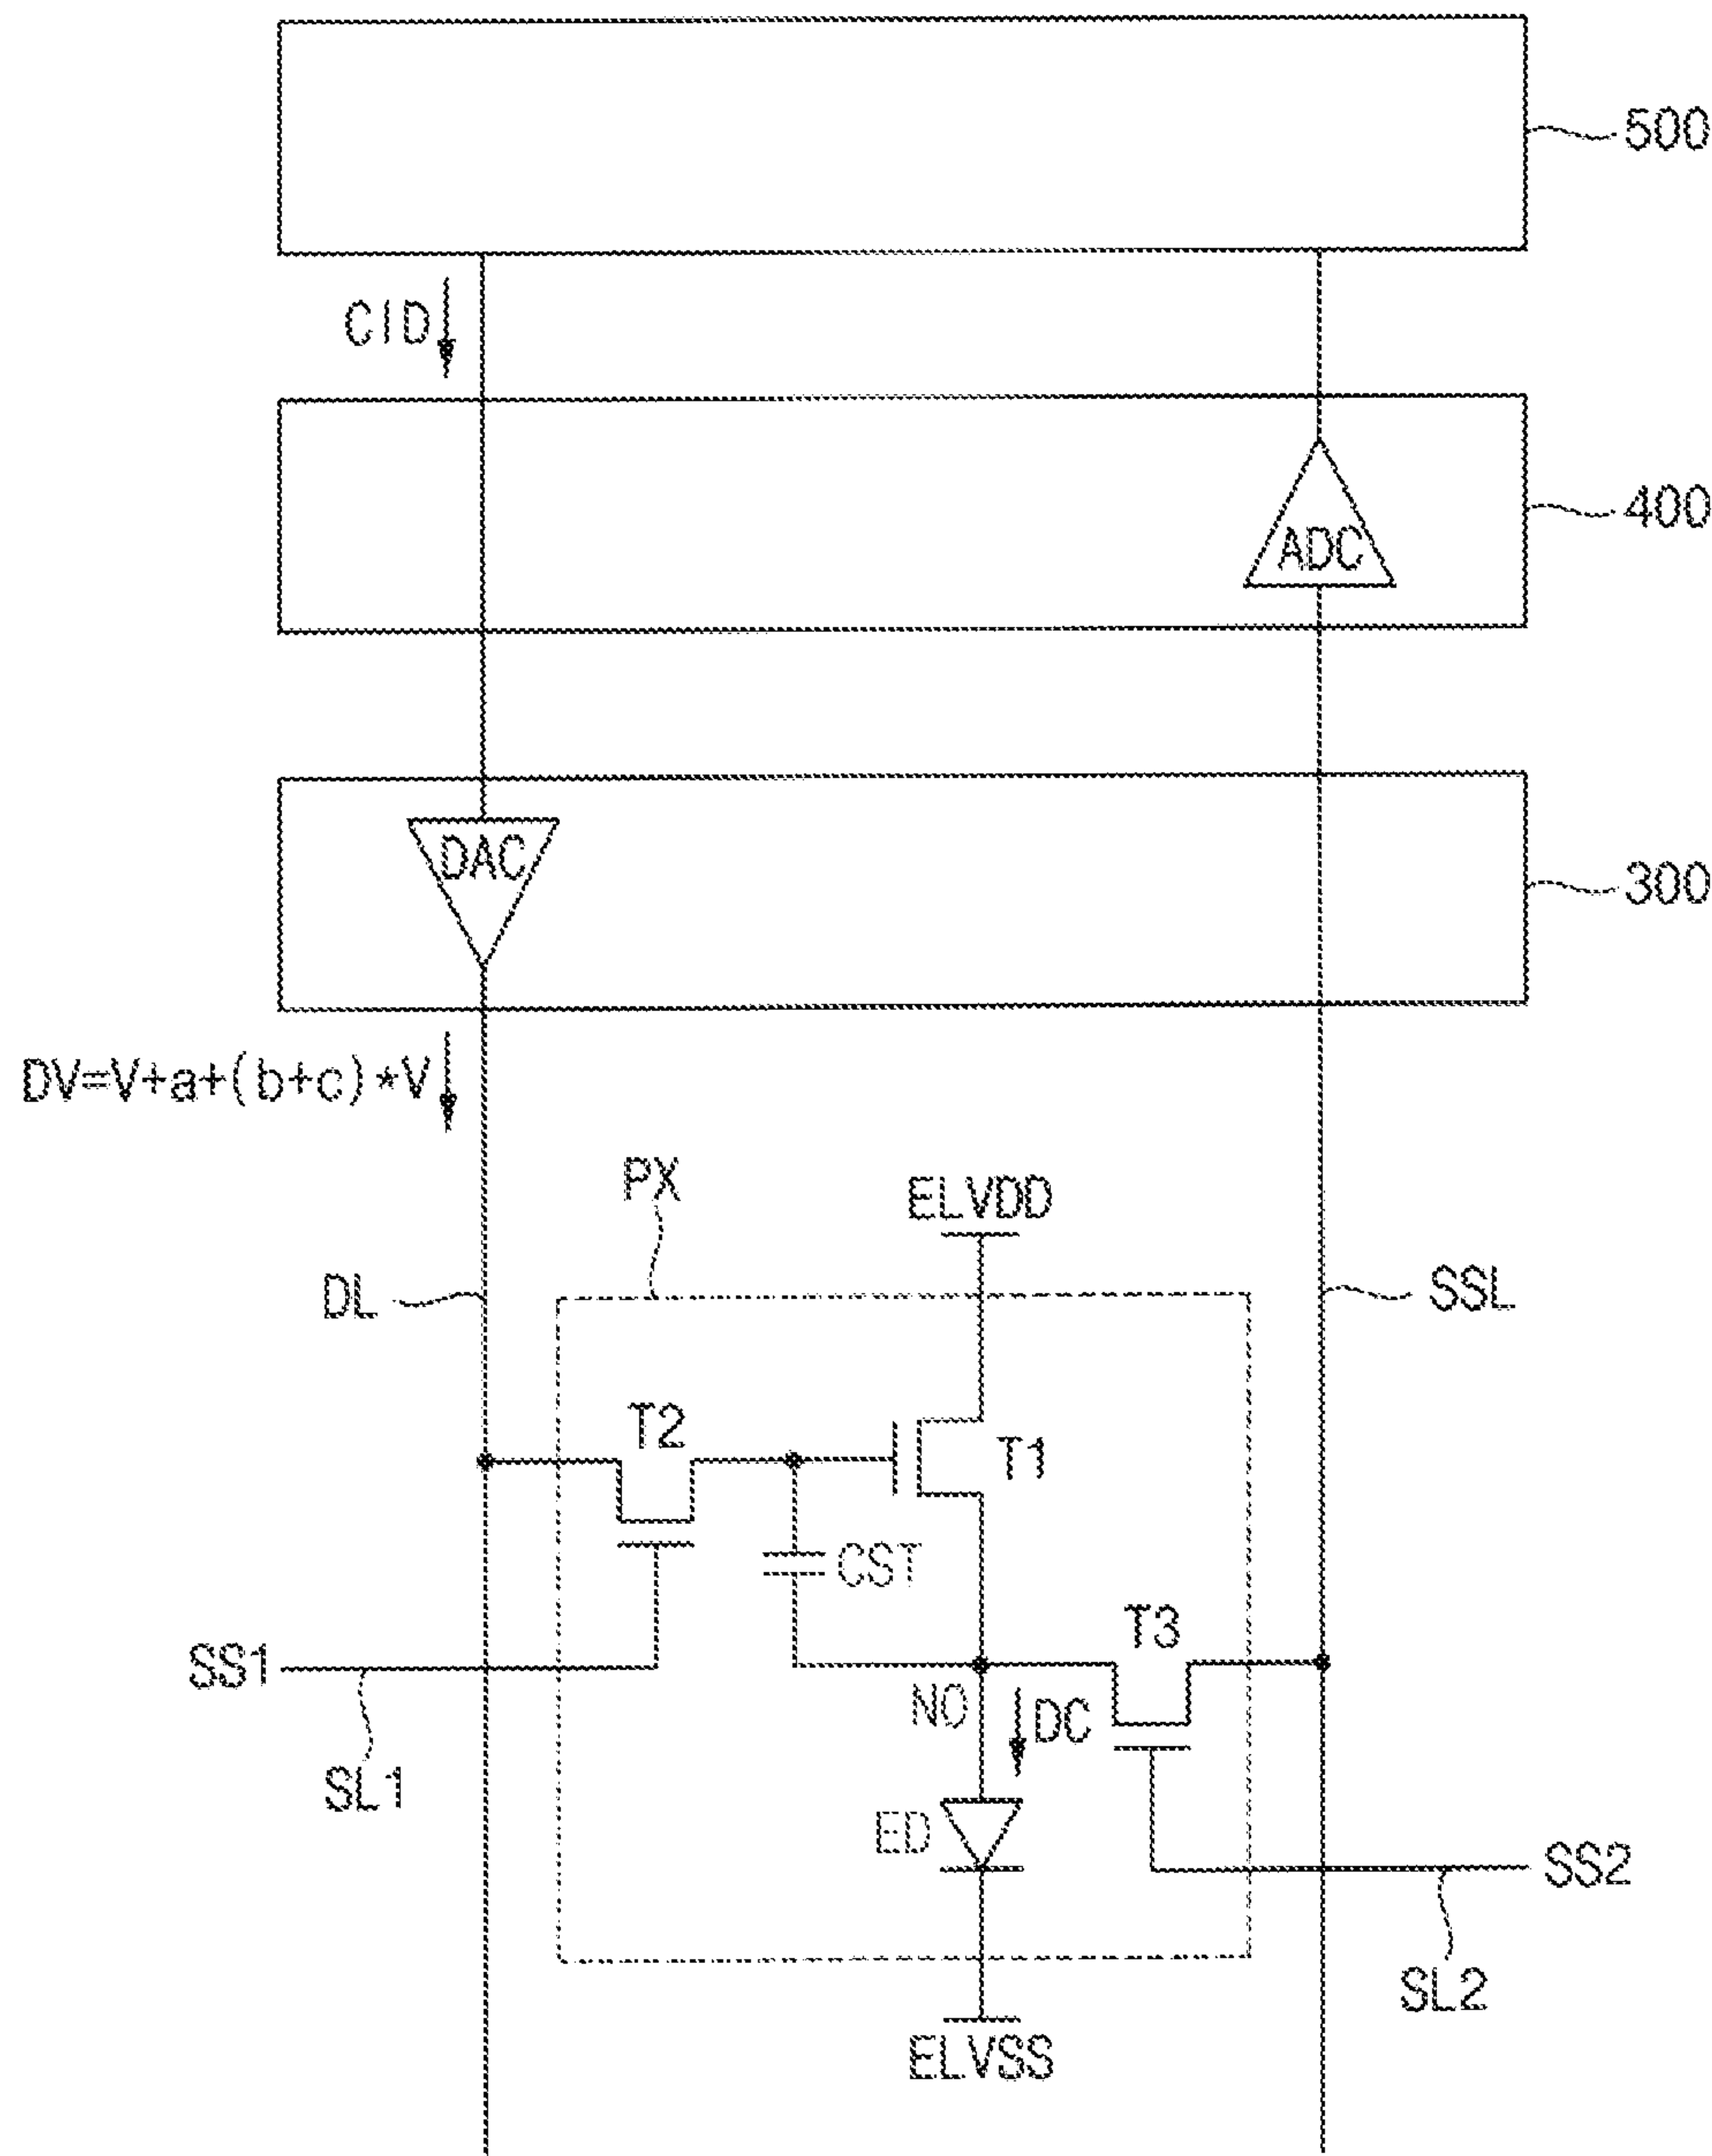 500
CID
400
ADC
DAC
300
DV=V+a+(b+c)*V
PX
ELVDD
DL
SSL
T2
T1
CST
T3
SS1
NO
DC
SL1
ED
SS2
SL2
ELVSS